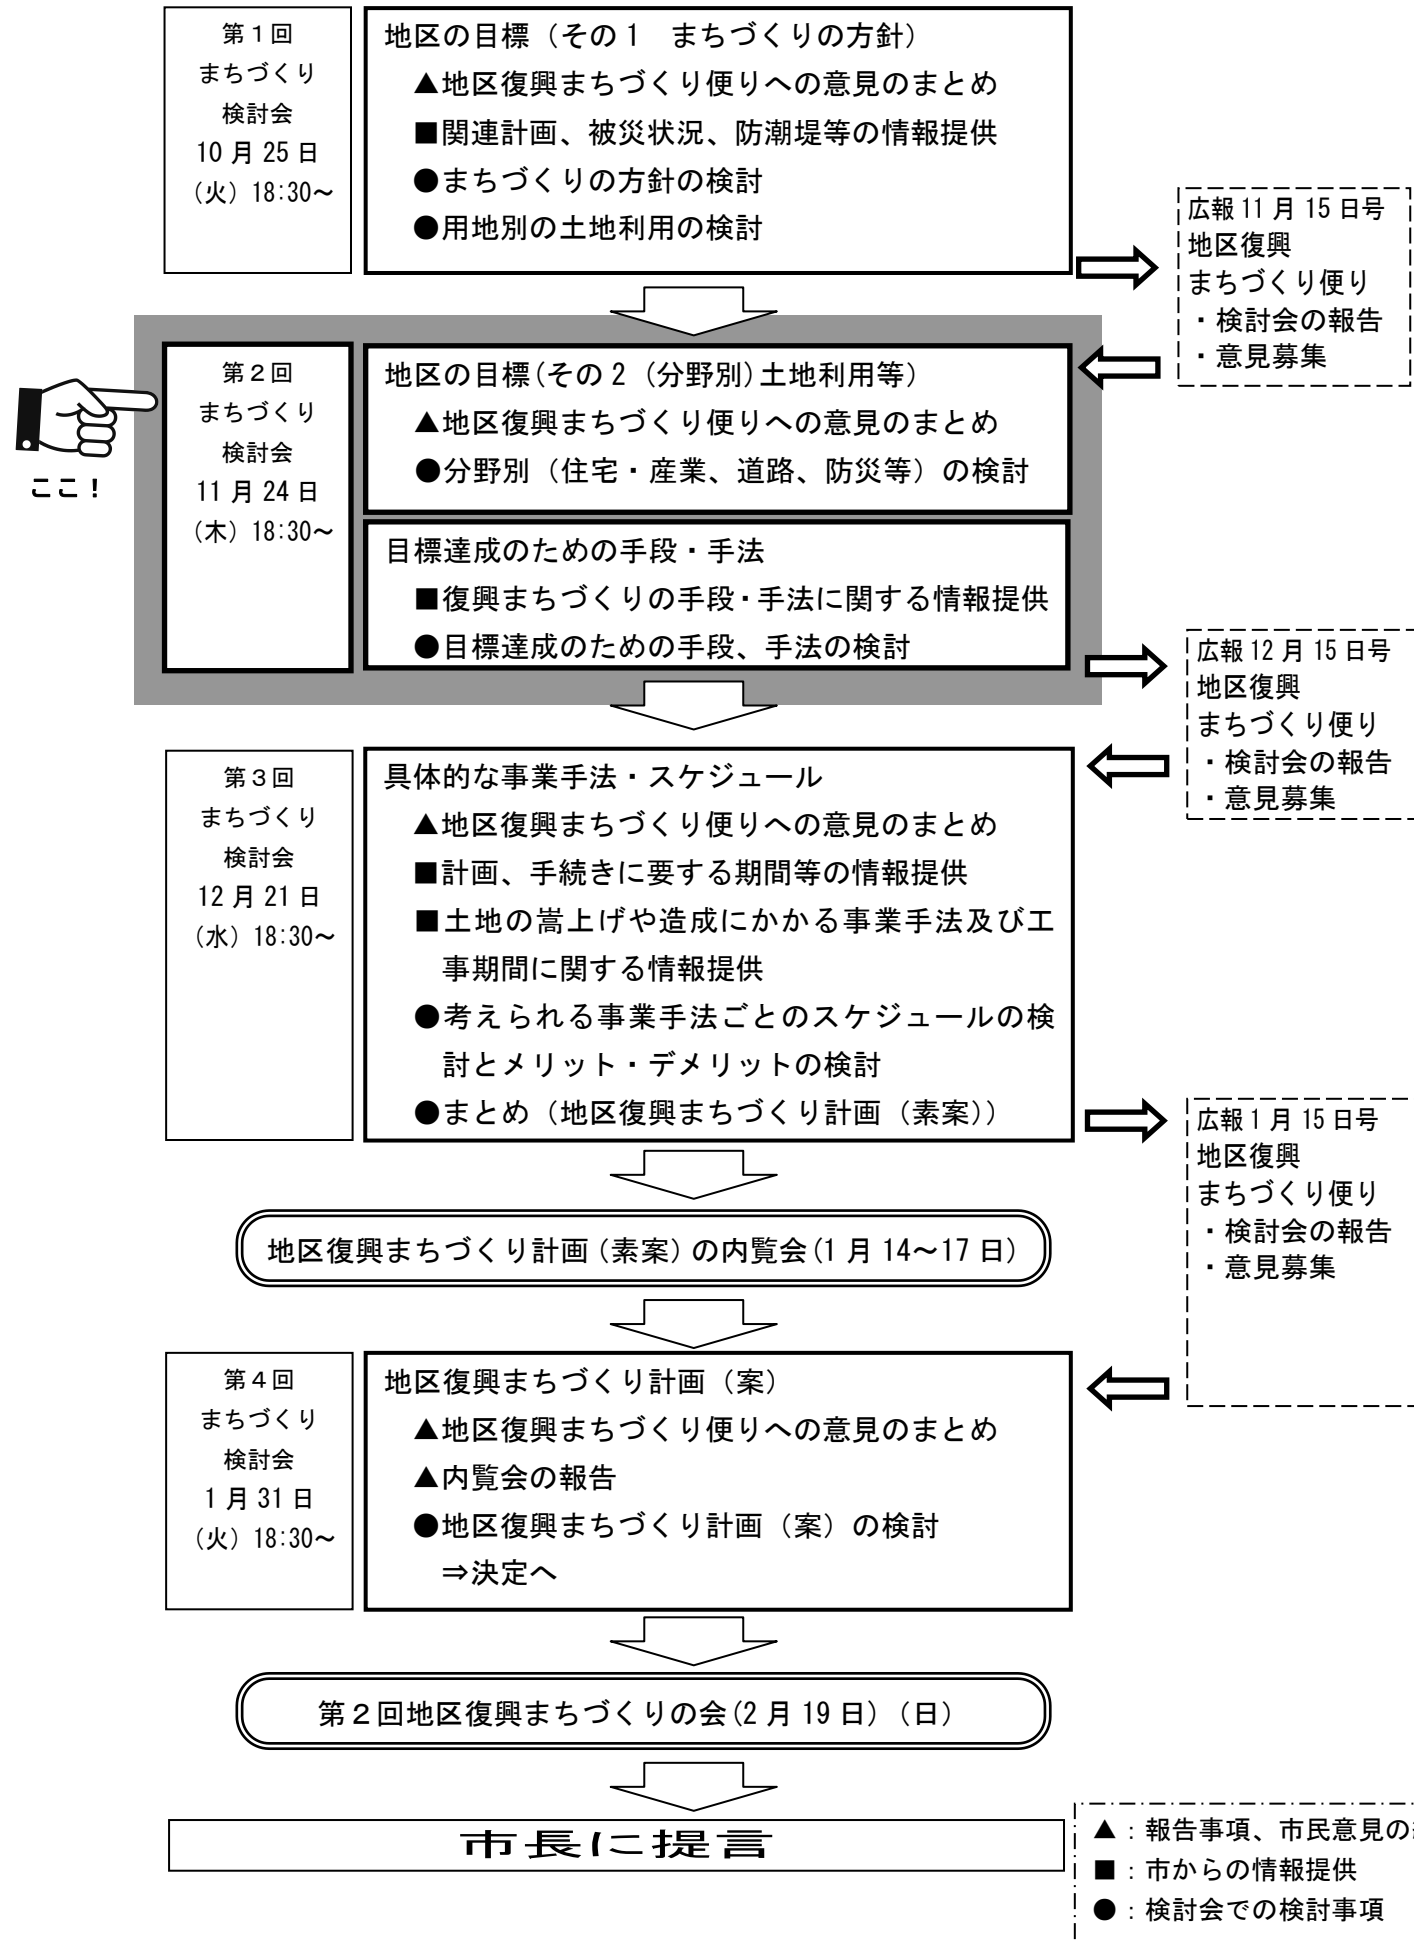 第１回
まちづくり
検討会
10 月 25 日
（火）18:30～
地区の目標（その1　まちづくりの方針）
▲地区復興まちづくり便りへの意見のまとめ
■関連計画、被災状況、防潮堤等の情報提供
●まちづくりの方針の検討
●用地別の土地利用の検討
広報 11 月 15 日号
地区復興
まちづくり便り
・検討会の報告
・意見募集
ここ！
第２回
まちづくり
検討会
11 月 24 日
（木）18:30～
地区の目標(その2（分野別)土地利用等）
▲地区復興まちづくり便りへの意見のまとめ
●分野別（住宅・産業、道路、防災等）の検討
目標達成のための手段・手法
■復興まちづくりの手段・手法に関する情報提供
●目標達成のための手段、手法の検討
広報 12 月 15 日号
地区復興
まちづくり便り
・検討会の報告
・意見募集
第３回
まちづくり
検討会
12 月 21 日
（水）18:30～
具体的な事業手法・スケジュール
▲地区復興まちづくり便りへの意見のまとめ
■計画、手続きに要する期間等の情報提供
■土地の嵩上げや造成にかかる事業手法及び工
事期間に関する情報提供
●考えられる事業手法ごとのスケジュールの検
討とメリット・デメリットの検討
●まとめ（地区復興まちづくり計画（素案））
広報 1 月 15 日号
地区復興
まちづくり便り
・検討会の報告
・意見募集
地区復興まちづくり計画（素案）の内覧会(1 月 14～17 日）
第４回
まちづくり
検討会
1 月 31 日
（火）18:30～
地区復興まちづくり計画（案）
▲地区復興まちづくり便りへの意見のまとめ
▲内覧会の報告
●地区復興まちづくり計画（案）の検討
⇒決定へ
第２回地区復興まちづくりの会(2 月 19 日）（日）
市長に提言
▲：報告事項、市民意見の
■：市からの情報提供
●：検討会での検討事項